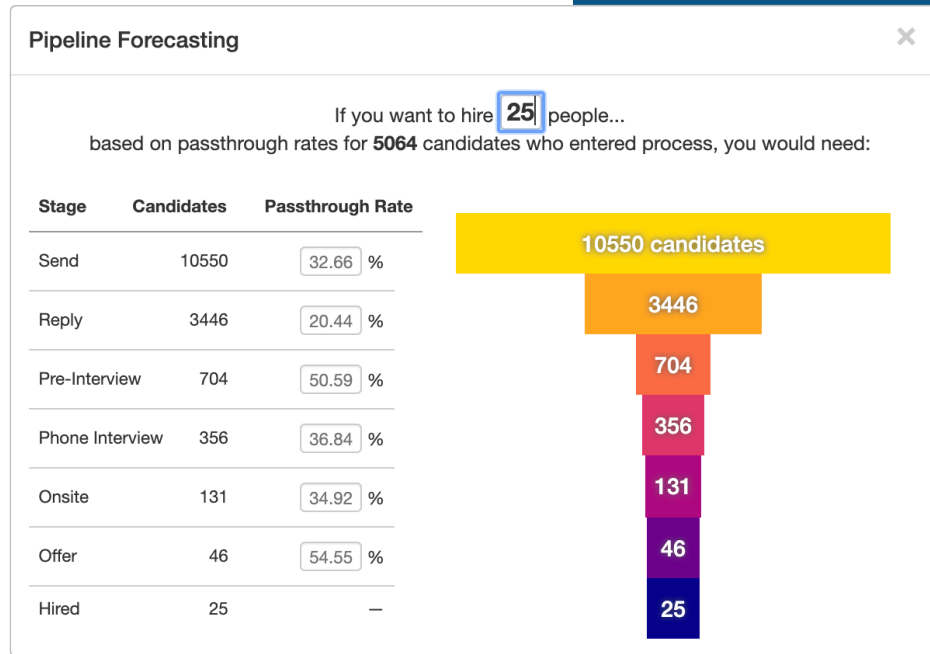 Pipeline Forecasting ×
If you want to hire 25 people...
based on passthrough rates for 5064 candidates who entered process, you would need:
Stage Candidates Passthrough Rate
Send 10550 32.66 %
Reply 3446 20.44 %
Pre-Interview 704 50.59 %
Phone Interview 356 36.84 %
Onsite 131 34.92 %
Offer 46 54.55 %
Hired 25 —
10550 candidates
3446
704
356
131
46
25